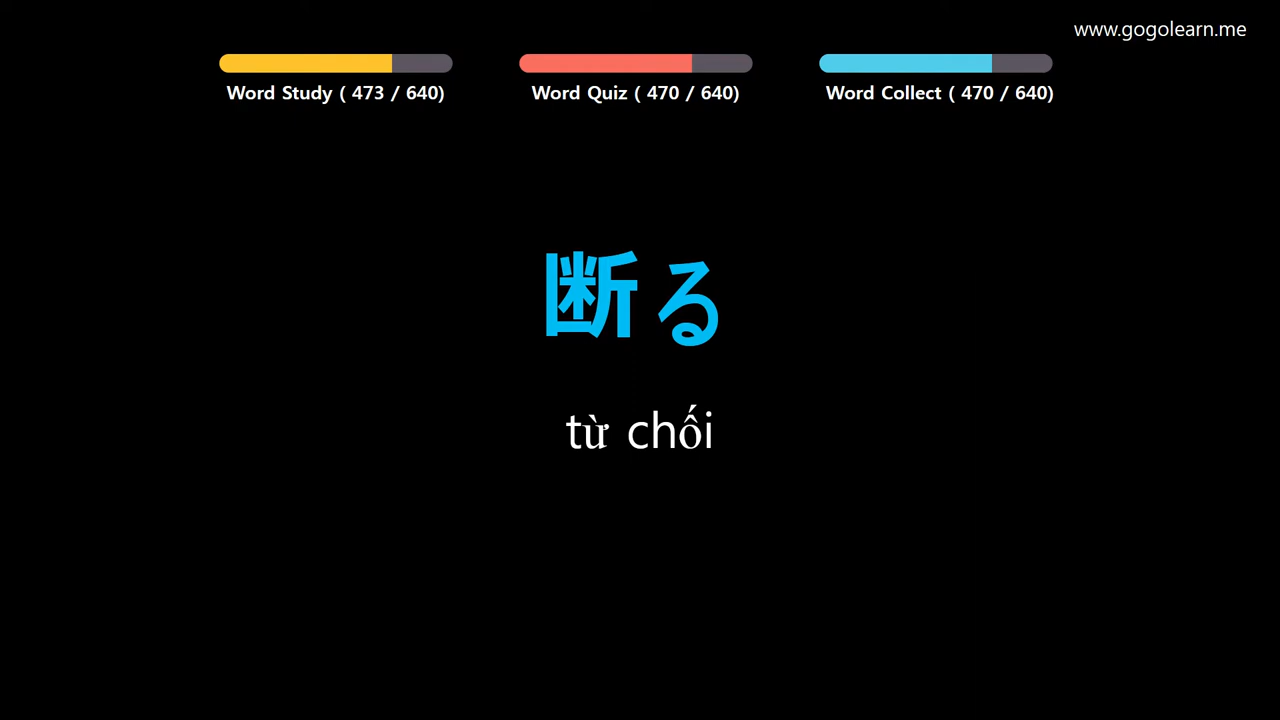 www.gogolearn.me
Word Study ( 473 / 640)
Word Quiz ( 470 / 640)
Word Collect ( 470 / 640)
断る
từ chối